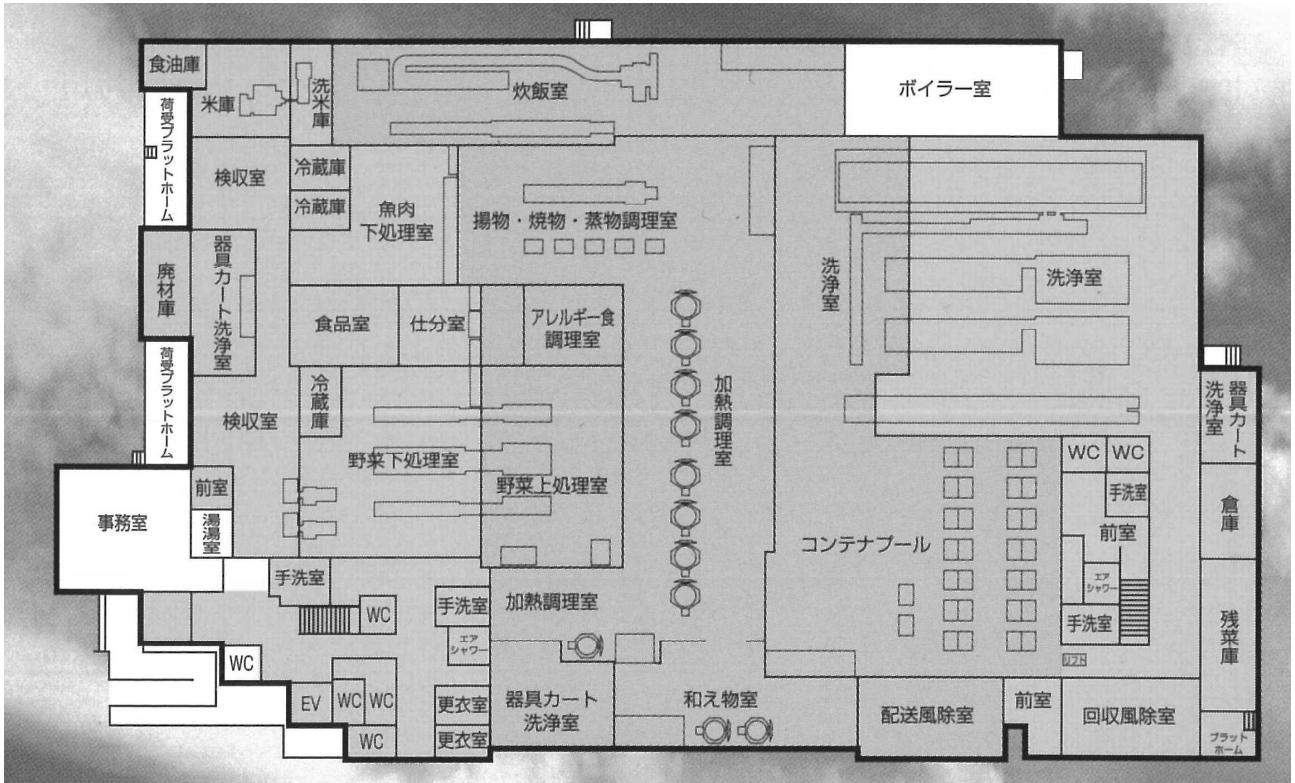 食油庫
米庫
洗米庫
炊飯室
ボイラー室
荷受プラットホーム
検収室
冷蔵庫
冷蔵庫
魚肉
下処理室
揚物・焼物・蒸物調理室
洗浄室
洗浄室
廃材庫
器具カート洗浄室
食品室
仕分室
アレルギー食
調理室
荷受プラットホーム
検収室
冷蔵庫
加熱調理室
器具カート
洗浄室
野菜下処理室
野菜上処理室
WC
WC
手洗室
前室
事務室
前室
湯湯室
倉庫
コンテナプール
エア
シャワー
手洗室
手洗室
WC
手洗室
加熱調理室
エア
シャワー
残菜庫
リフト
WC
EV
WC
WC
WC
更衣室
更衣室
器具カート
洗浄室
和え物室
配送風除室
前室
回収風除室
プラット
ホーム